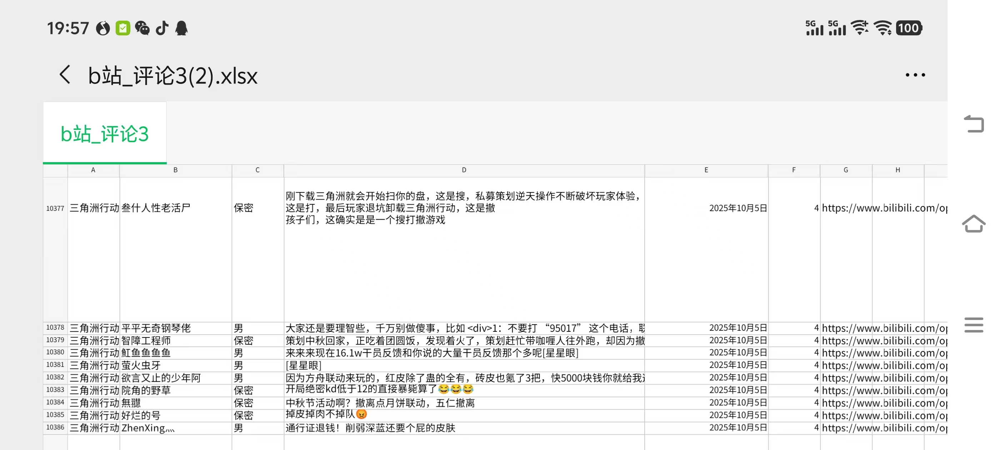 19:57 5G 5G 100
b站_评论3(2).xlsx
b站_评论3
A B C D E F G H
刚下载三角洲就会开始扫你的盘，这是搜，私募策划逆天操作不断破坏玩家体验，
10377 三角洲行动 叁什人性老活尸 保密 这是打，最后玩家退坑卸载三角洲行动，这是撤 2025年10月5日 4 https://www.bilibili.com/op
孩子们，这确实是是一个搜打撤游戏
10378 三角洲行动 平平无奇钢琴佬 男 大家还是要理智些，千万别做傻事，比如 <div>1：不要打 “95017” 这个电话，联 2025年10月5日 4 https://www.bilibili.com/op
10379 三角洲行动 智障工程师 保密 策划中秋回家，正吃着团圆饭，发现着火了，策划赶忙带咖喱人往外跑，却因为撤 2025年10月5日 4 https://www.bilibili.com/op
10380 三角洲行动 魟鱼鱼鱼鱼 男 来来来现在16.1w干员反馈和你说的大量干员反馈那个多呢[星星眼] 2025年10月5日 4 https://www.bilibili.com/op
10381 三角洲行动 萤火虫牙 男 [星星眼] 2025年10月5日 4 https://www.bilibili.com/op
10382 三角洲行动 欲言又止的少年阿 男 因为方舟联动来玩的，红皮除了蛊的全有，砖皮也氪了3把，快5000块钱你就给我 2025年10月5日 4 https://www.bilibili.com/op
10383 三角洲行动 院角的野草 保密 开局绝密kd低于12的直接暴毙算了😂😂😂 2025年10月5日 4 https://www.bilibili.com/op
10384 三角洲行动 無 保密 中秋节活动啊？撤离点月饼联动，五仁撤离 2025年10月5日 4 https://www.bilibili.com/op
10385 三角洲行动 好烂的号 保密 掉皮掉肉不掉队😡 2025年10月5日 4 https://www.bilibili.com/op
10386 三角洲行动 ZhenXing灬 男 通行证退钱！削弱深蓝还要个屁的皮肤 2025年10月5日 4 https://www.bilibili.com/op